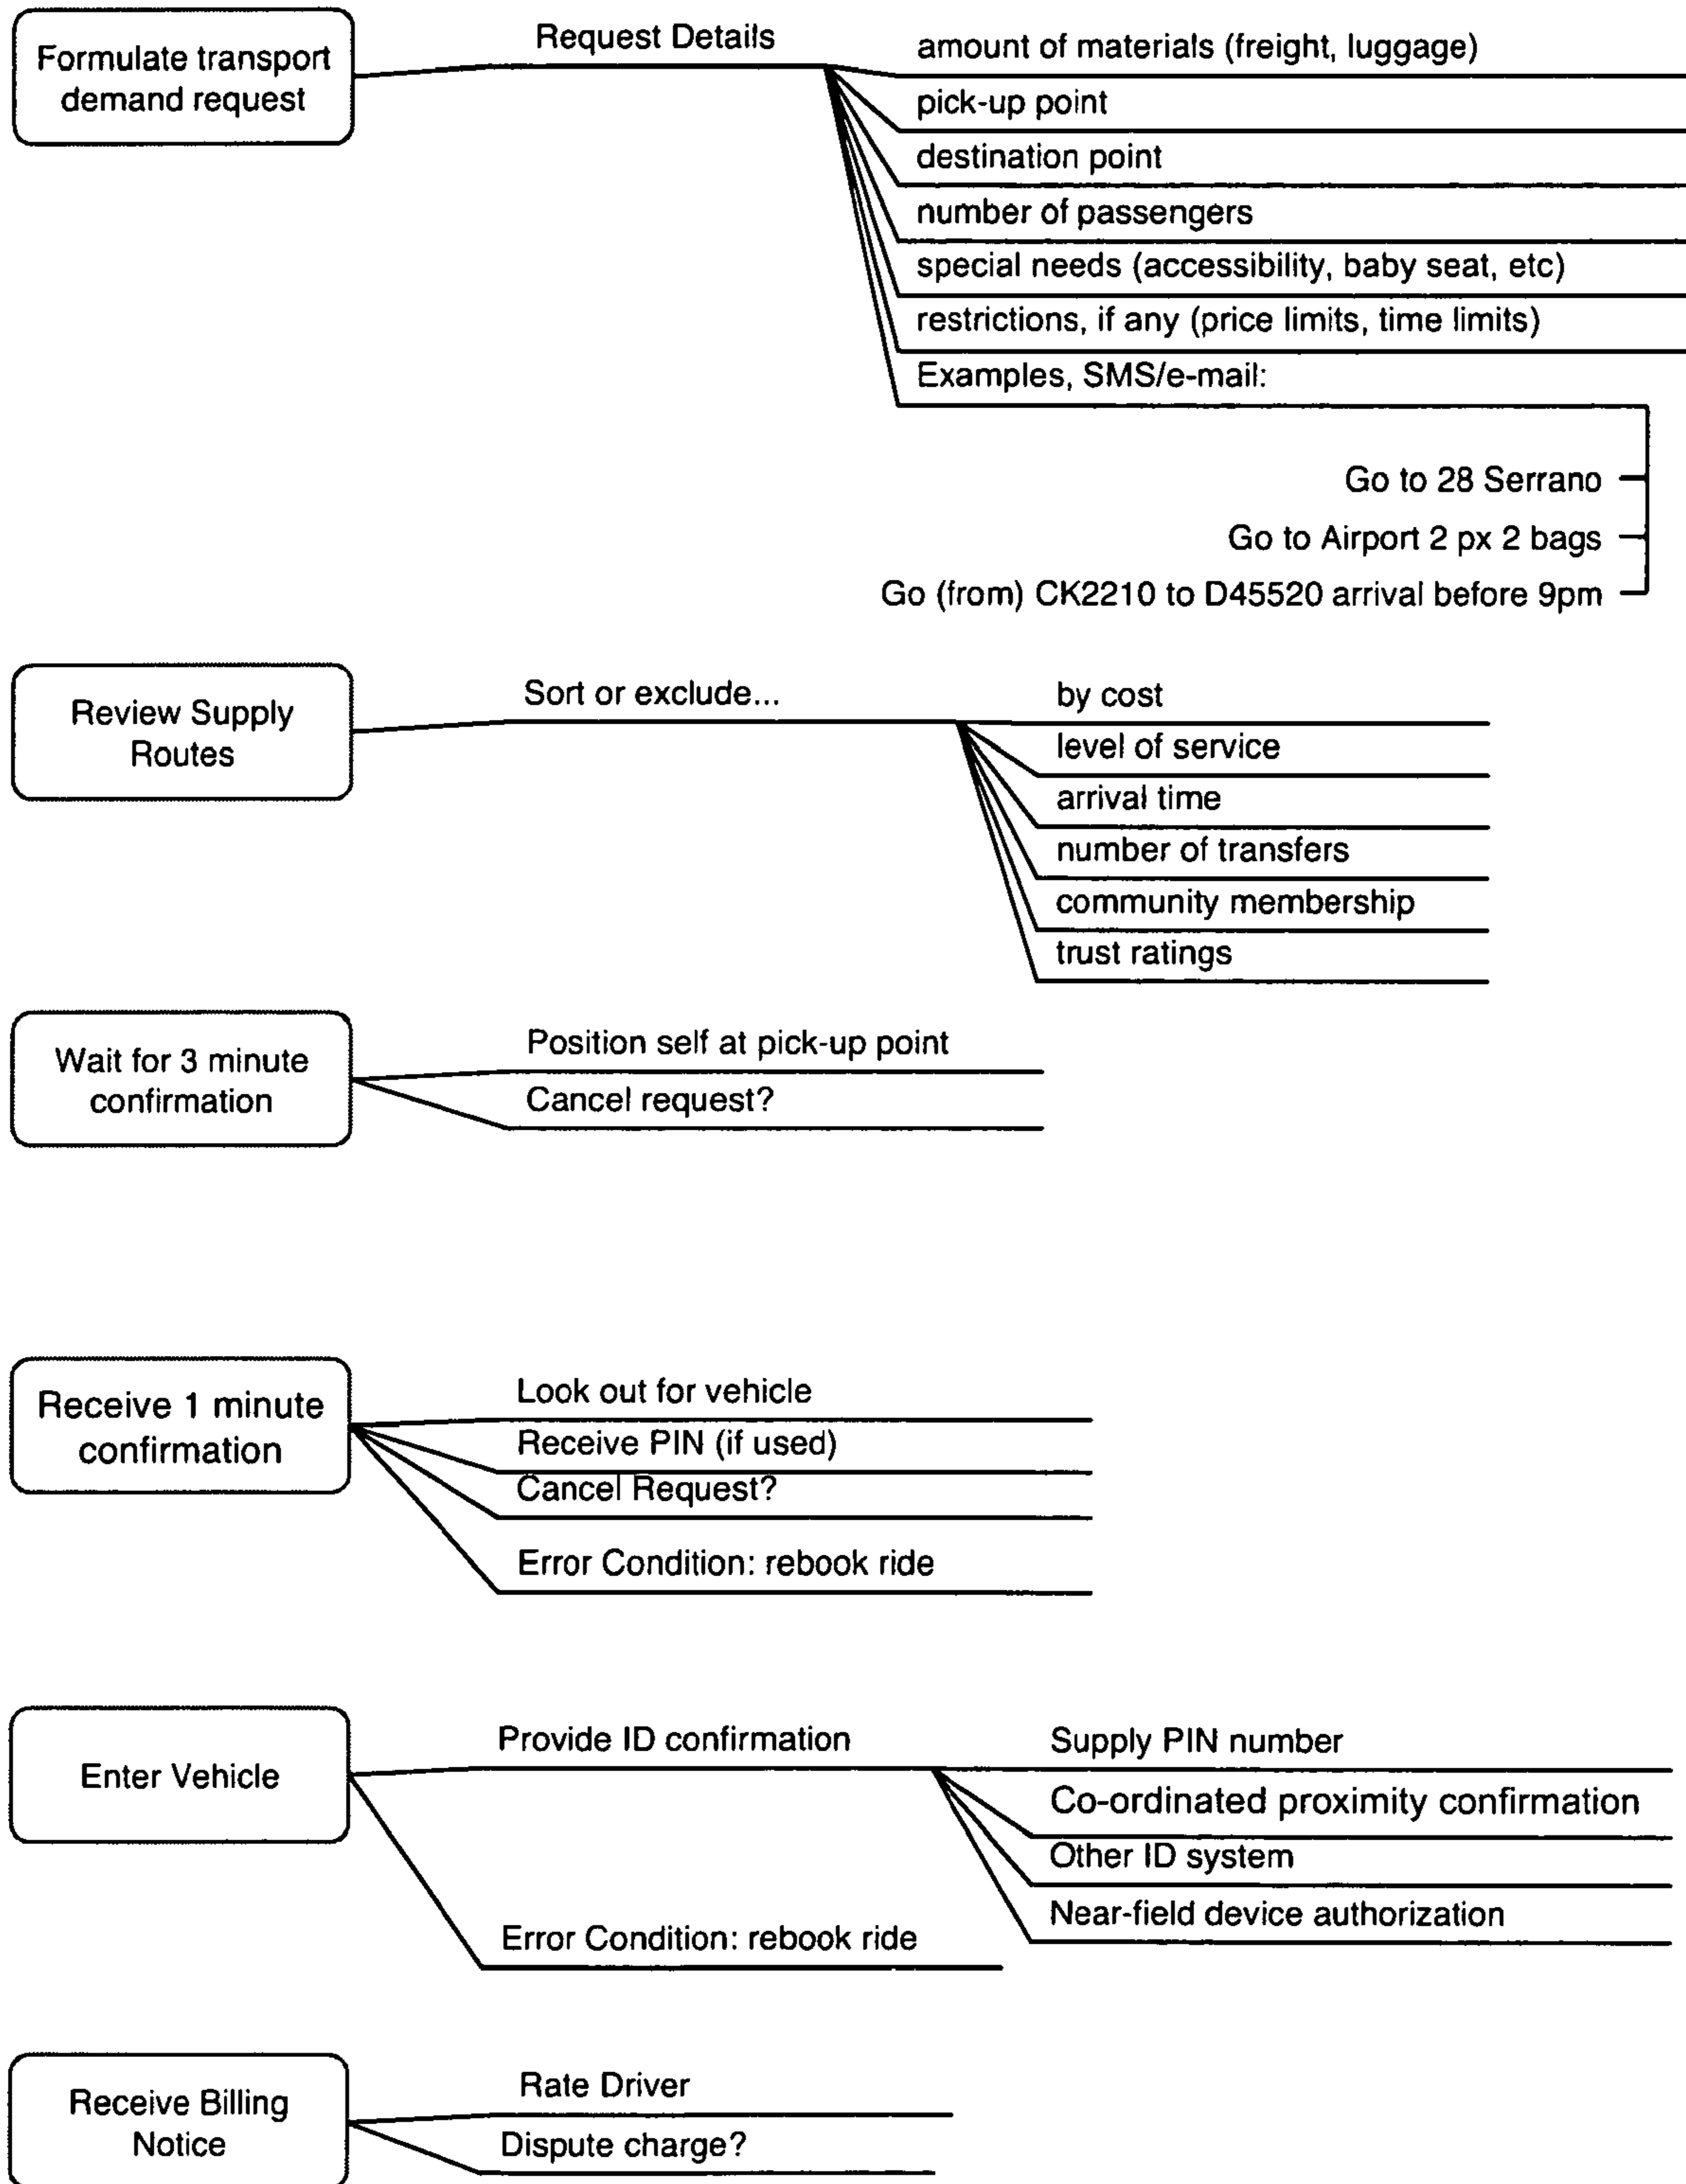 Formulate transport
demand request
Request Details
amount of materials (freight, luggage)
pick-up point
destination point
number of passengers
special needs (accessibility, baby seat, etc)
restrictions, if any (price limits, time limits)
Examples, SMS/e-mail:
Go to 28 Serrano
Go to Airport 2 px 2 bags
Go (from) CK2210 to D45520 arrival before 9pm
Review Supply
Routes
Sort or exclude...
by cost
level of service
arrival time
number of transfers
community membership
trust ratings
Wait for 3 minute
confirmation
Position self at pick-up point
Cancel request?
Receive 1 minute
confirmation
Look out for vehicle
Receive PIN (if used)
Cancel Request?
Error Condition: rebook ride
Enter Vehicle
Provide ID confirmation
Supply PIN number
Co-ordinated proximity confirmation
Other ID system
Near-field device authorization
Error Condition: rebook ride
Receive Billing
Notice
Rate Driver
Dispute charge?